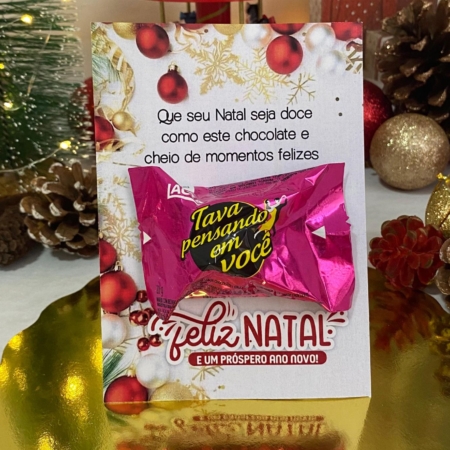 Que seu Natal seja doce
como este chocolate e
cheio de momentos felizes
Tava
pensando
em
você
feliz NATAL
E UM PRÓSPERO ANO NOVO!